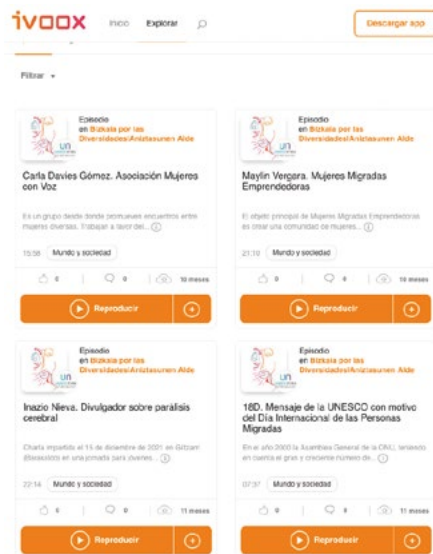 ivoox
Inicio
Explorar
Descargar app
Filtrar
Episodio
en Bizkaia por las
Diversidades/Aniztasunen Alde
Carla Davies Gómez. Asociación Mujeres
con Voz
Es un grupo desde donde promueven encuentros entre
mujeres diversas. Trabajan a favor del...
15:58 Mundo y sociedad
0 0 10 meses
Reproducir
Episodio
en Bizkaia por las
Diversidades/Aniztasunen Alde
Maylin Vergara. Mujeres Migradas
Emprendedoras
El objeto principal de Mujeres Migradas Emprendedoras
es crear una comunidad de mujeres...
21:10 Mundo y sociedad
0 0 10 meses
Reproducir
Episodio
en Bizkaia por las
Diversidades/Aniztasunen Alde
Inazio Nieva. Divulgador sobre parálisis
cerebral
Charla impartida el 15 de diciembre de 2021 en
en una jornada para jóvenes...
22:14 Mundo y sociedad
0 0 11 meses
Reproducir
Episodio
en Bizkaia por las
Diversidades/Aniztasunen Alde
18D. Mensaje de la UNESCO con motivo
del Día Internacional de las Personas
Migradas
En el año 2000 la Asamblea General de la ONU, teniendo
en cuenta el gran y creciente número de...
07:37 Mundo y sociedad
0 0 11 meses
Reproducir